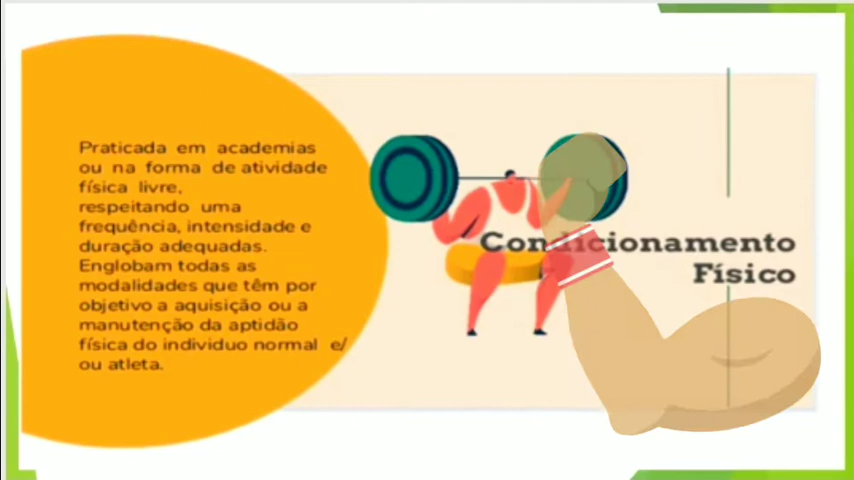 Praticada em academias
ou na forma de atividade
física livre,
respeitando uma
frequência, intensidade e
duração adequadas.
Englobam todas as
modalidades que têm por
objetivo a aquisição ou a
manutenção da aptidão
física do individuo normal e/
ou atleta.
Condicionamento
Físico